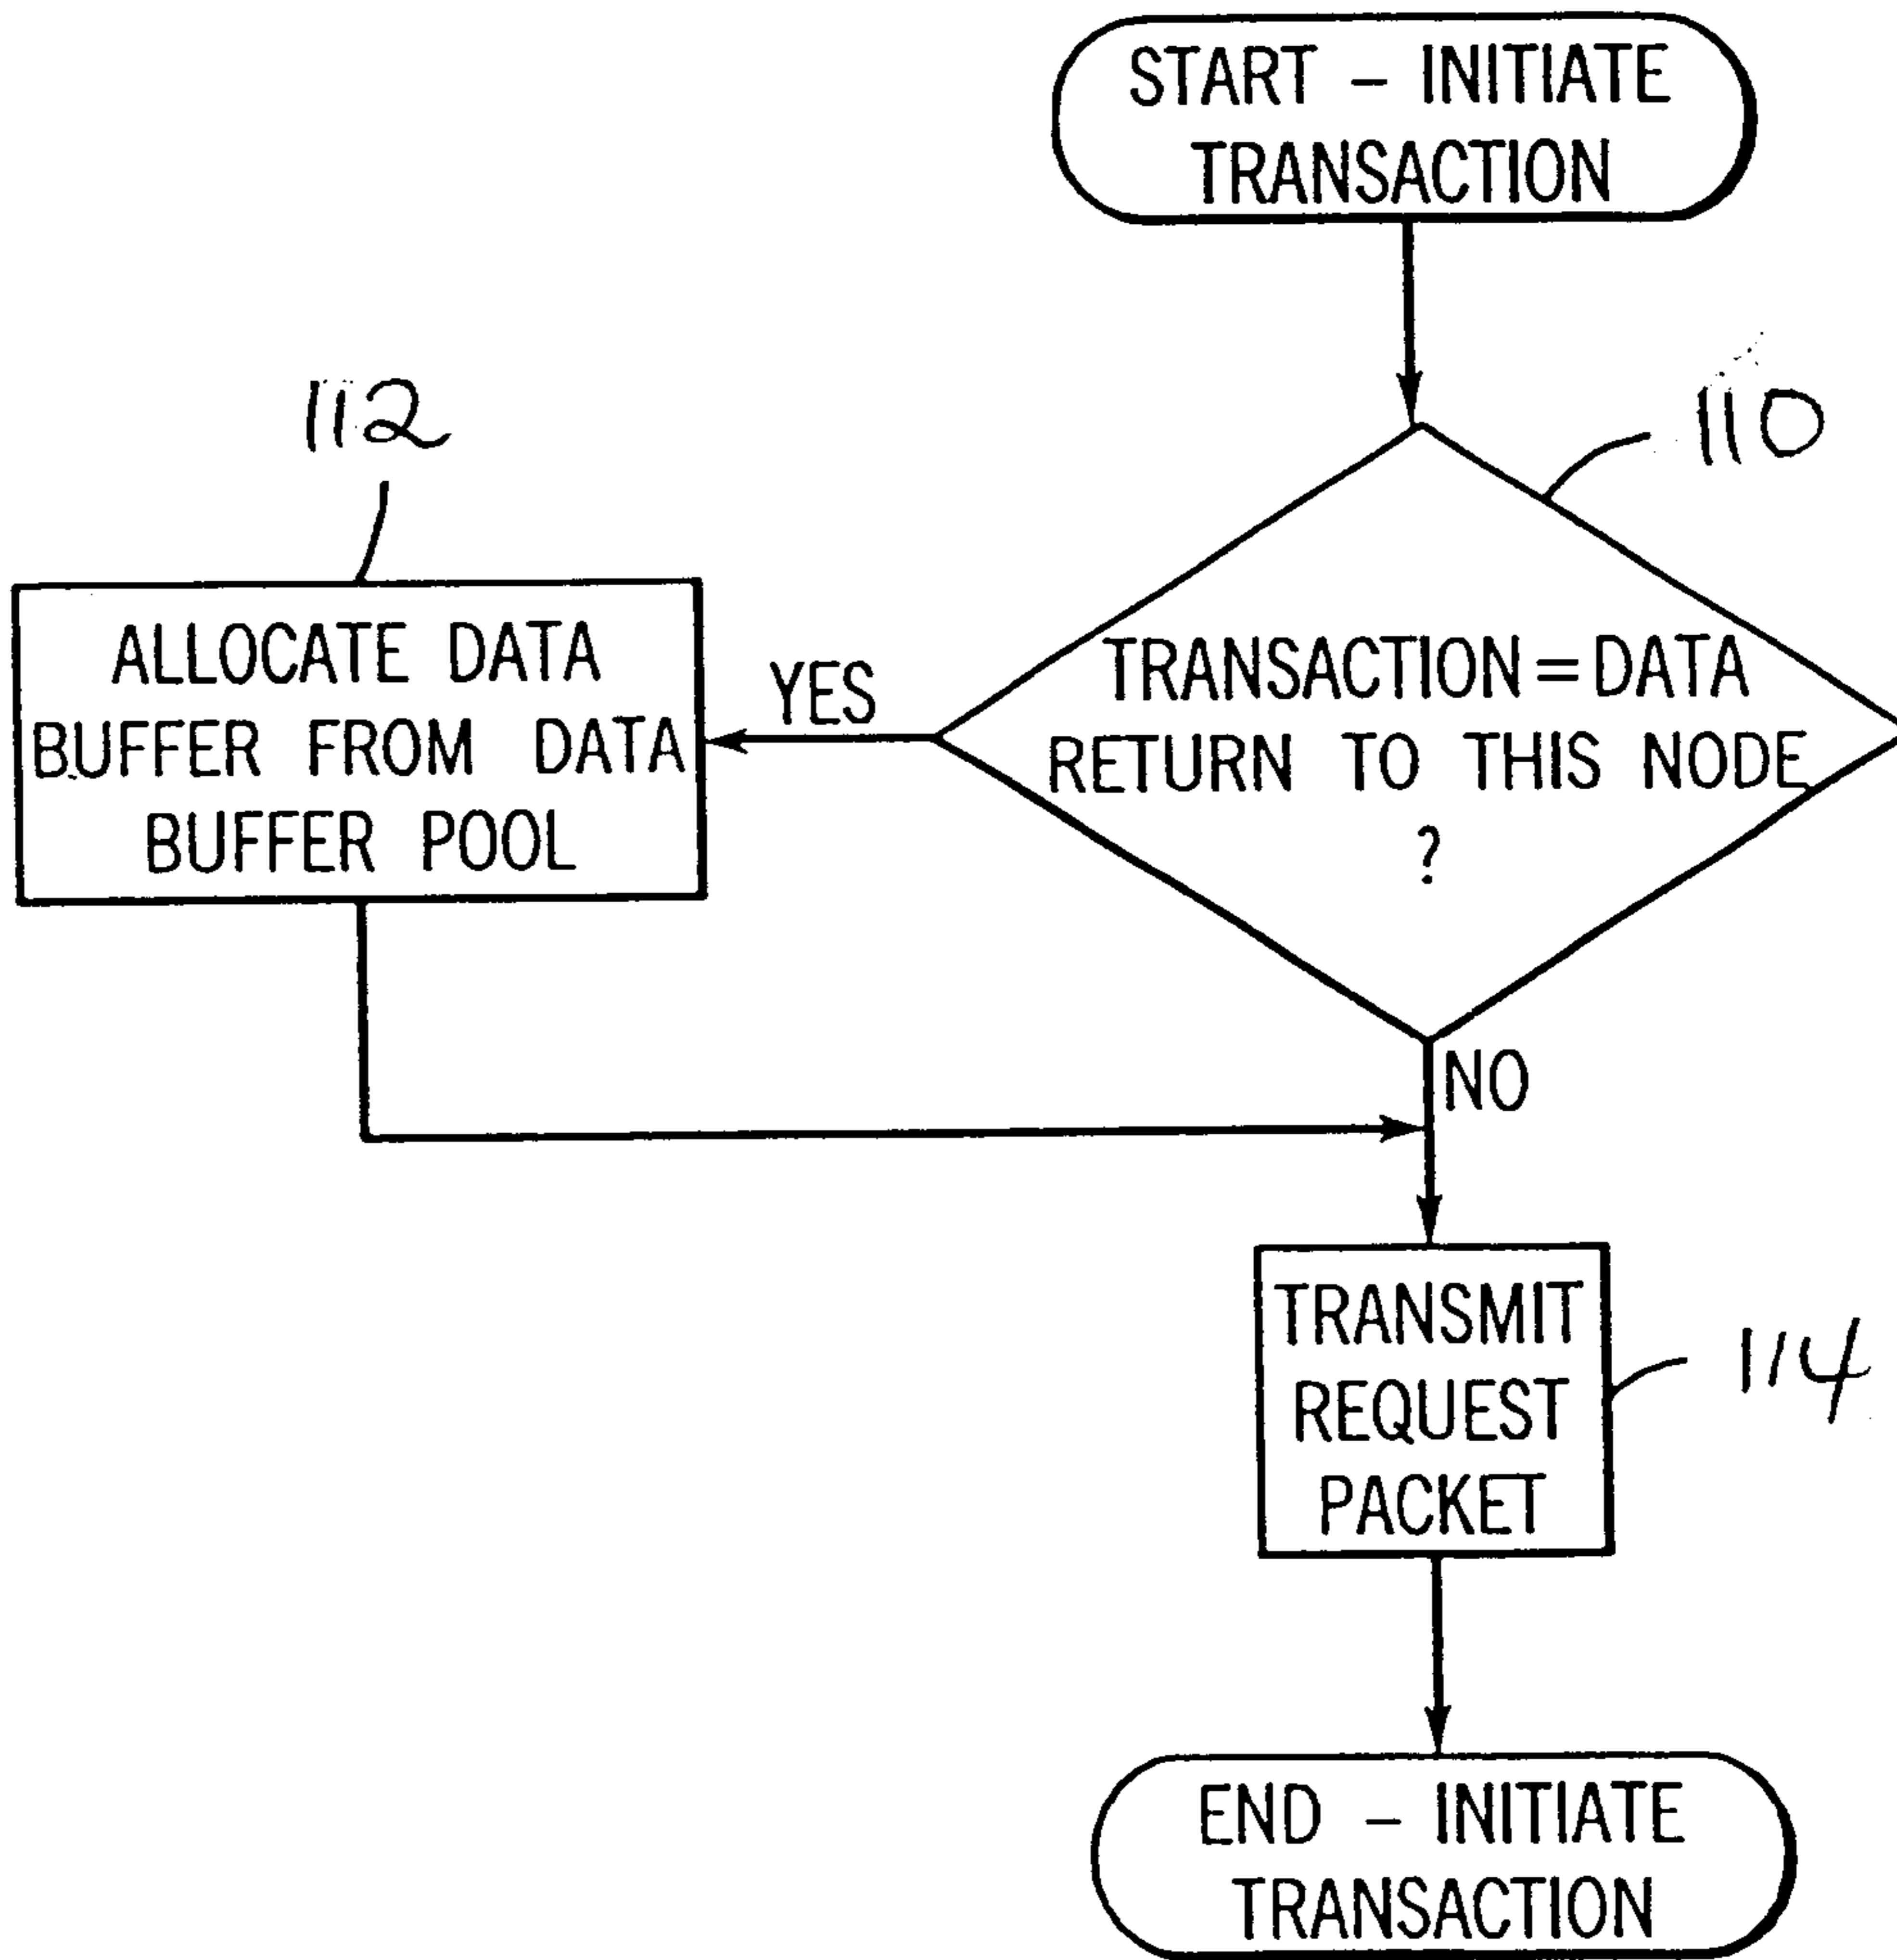 START – INITIATE
TRANSACTION
110
TRANSACTION=DATA
RETURN TO THIS NODE
?
YES
112
ALLOCATE DATA
BUFFER FROM DATA
BUFFER POOL
NO
TRANSMIT
REQUEST
PACKET
114
END – INITIATE
TRANSACTION